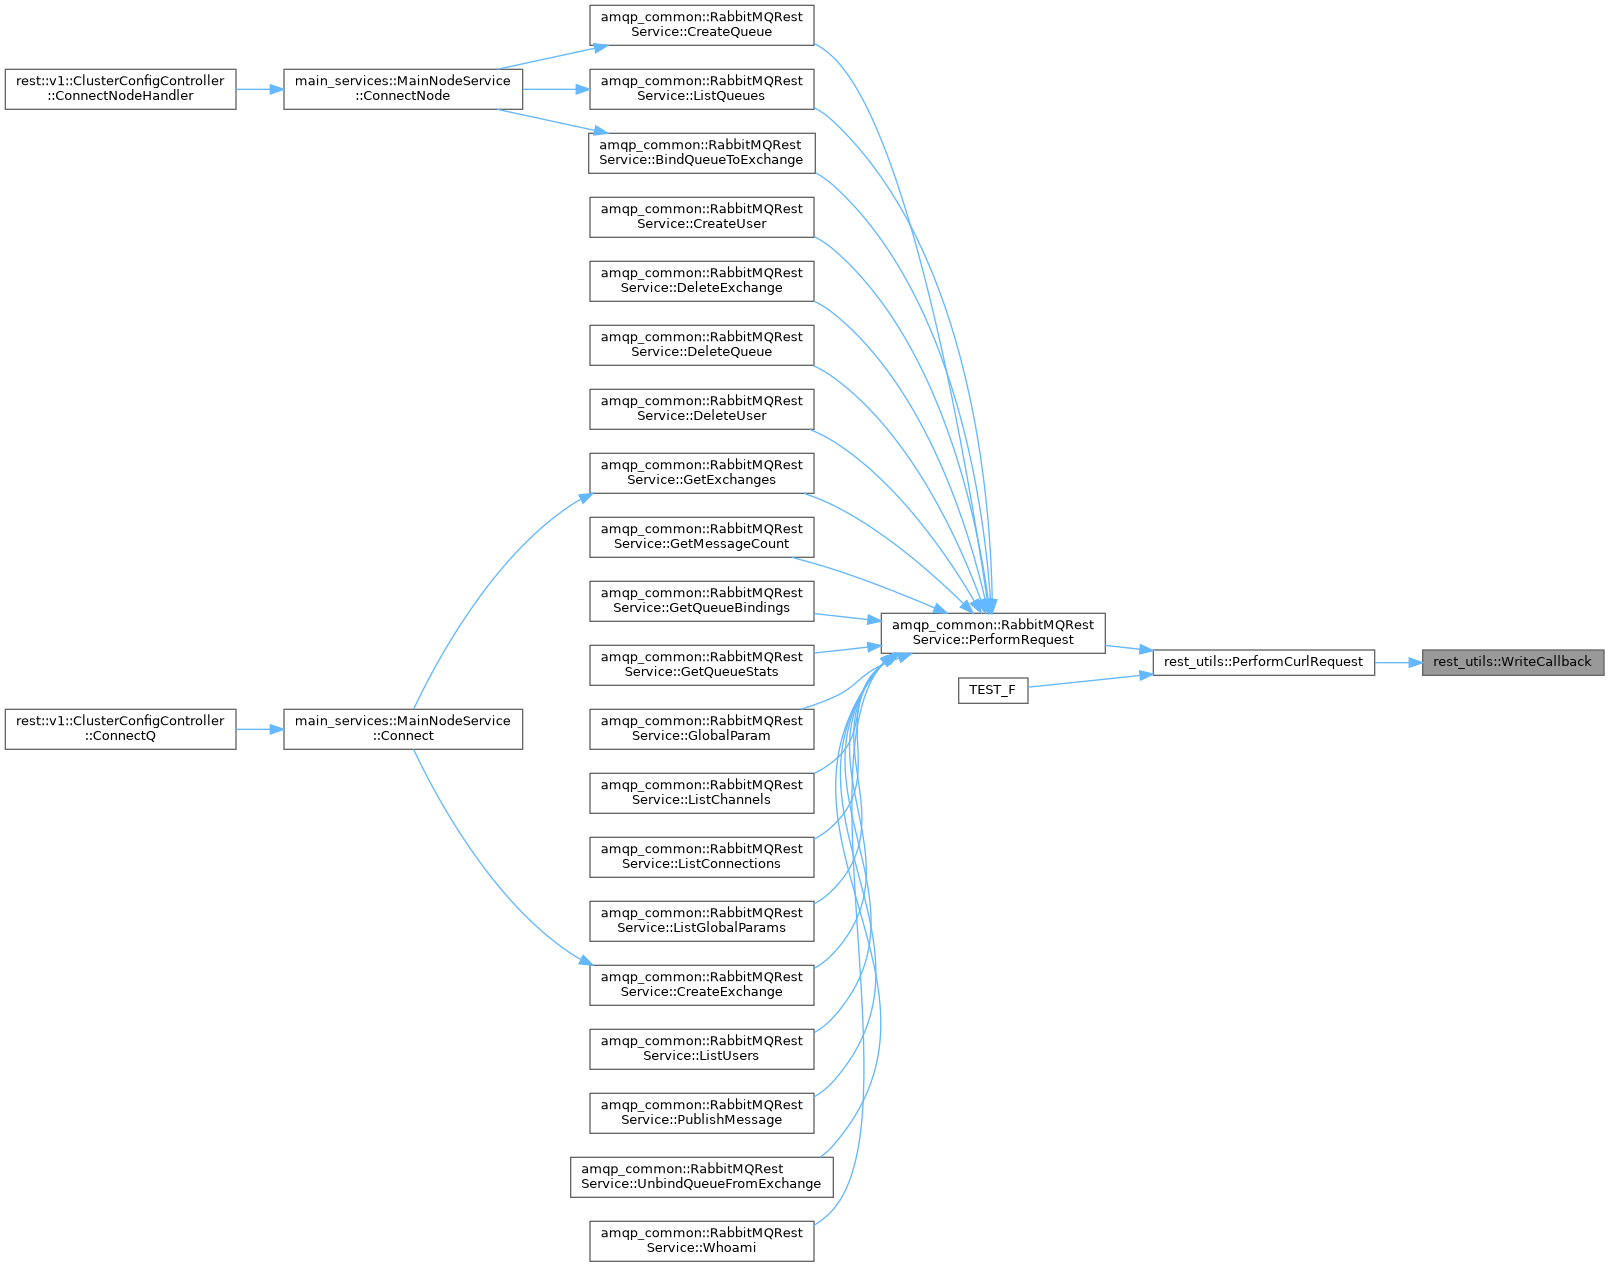 rest::v1::ClusterConfigController
::ConnectNodeHandler
main_services::MainNodeService
::ConnectNode
amqp_common::RabbitMQRest
Service::CreateQueue
amqp_common::RabbitMQRest
Service::ListQueues
amqp_common::RabbitMQRest
Service::BindQueueToExchange
amqp_common::RabbitMQRest
Service::CreateUser
amqp_common::RabbitMQRest
Service::DeleteExchange
amqp_common::RabbitMQRest
Service::DeleteQueue
amqp_common::RabbitMQRest
Service::DeleteUser
amqp_common::RabbitMQRest
Service::GetExchanges
amqp_common::RabbitMQRest
Service::GetMessageCount
amqp_common::RabbitMQRest
Service::GetQueueBindings
amqp_common::RabbitMQRest
Service::GetQueueStats
rest::v1::ClusterConfigController
::ConnectQ
main_services::MainNodeService
::Connect
amqp_common::RabbitMQRest
Service::GlobalParam
amqp_common::RabbitMQRest
Service::ListChannels
amqp_common::RabbitMQRest
Service::ListConnections
amqp_common::RabbitMQRest
Service::ListGlobalParams
amqp_common::RabbitMQRest
Service::CreateExchange
amqp_common::RabbitMQRest
Service::ListUsers
amqp_common::RabbitMQRest
Service::PublishMessage
amqp_common::RabbitMQRest
Service::UnbindQueueFromExchange
amqp_common::RabbitMQRest
Service::Whoami
amqp_common::RabbitMQRest
Service::PerformRequest
TEST_F
rest_utils::PerformCurlRequest
rest_utils::WriteCallback